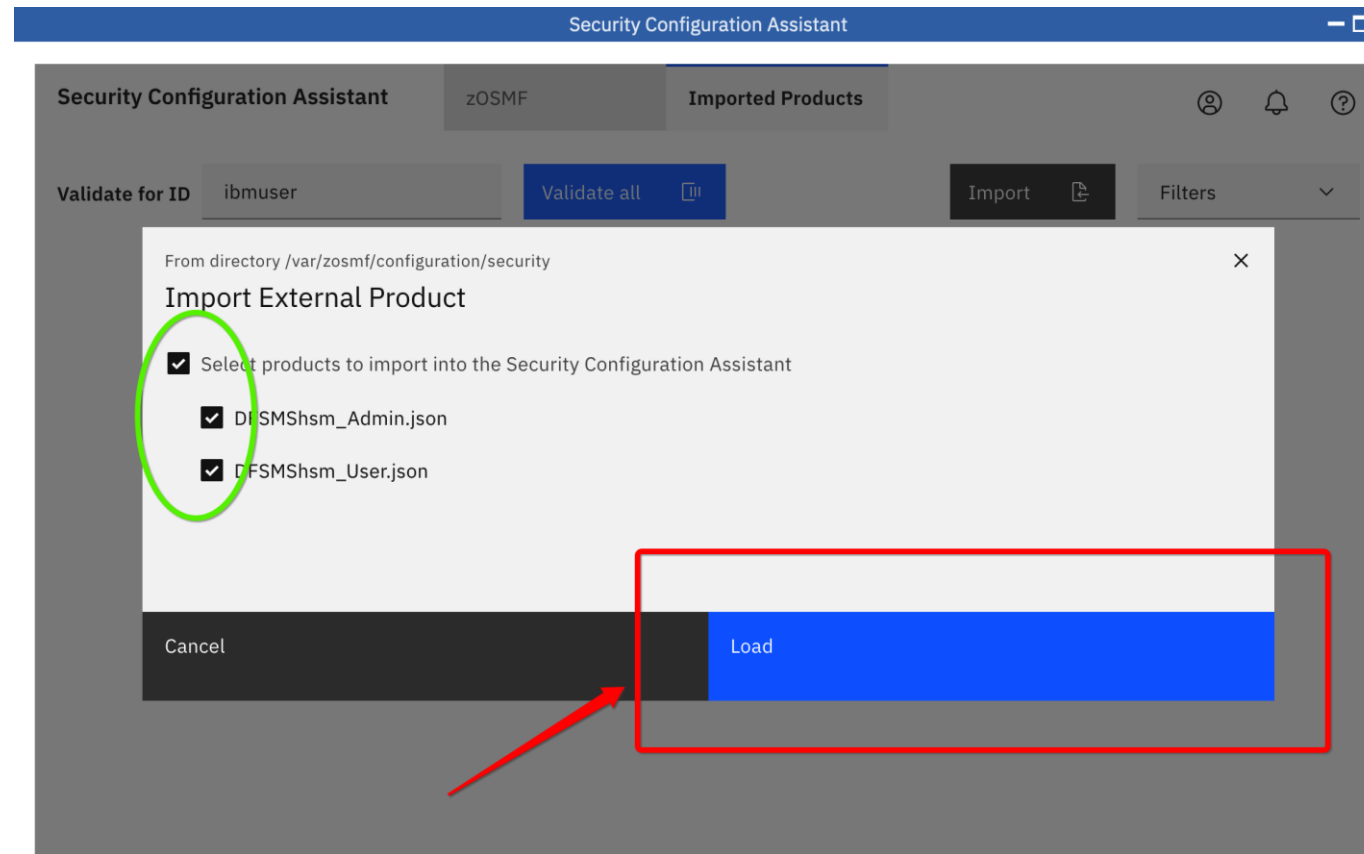 Security Configuration Assistant
Security Configuration Assistant zOSMF Imported Products
Validate for ID ibmuser Validate all Import Filters
From directory /var/zosmf/configuration/security
Import External Product
Select products to import into the Security Configuration Assistant
DFSMShsm_Admin.json
DFSMShsm_User.json
Cancel Load